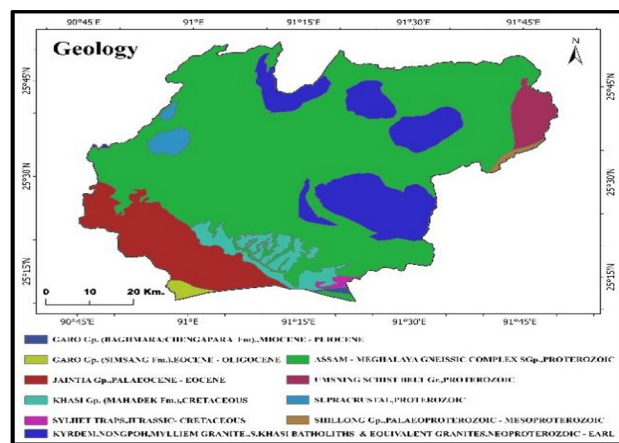 90°45'E 91°E 91°15'E 91°30'E 91°45'E
Geology
N
25°45'N 25°45'N
25°30'N 25°30'N
25°15'N 25°15'N
0 10 20 Km.
90°45'E 91°E 91°15'E 91°30'E 91°45'E
GARO Gp. (BAGHMARA/CHENGAPARA Fm).,MIOCENE - PLIOCENE
GARO Gp. (SIMSANG Fm.).EOCENE - OLIGOCENE
ASSAM - MEGHALAYA GNEISSIC COMPLEX SGp.,PROTEROZOIC
JAINTIA Gp.,PALAEOCENE - EOCENE
UMSNING SCHIST BELT Gr.,PROTEROZOIC
KHASI Gp. (MAHADEK Fm.),CRETACEOUS
SUPRACRUSTAL,PROTEROZOIC
SYLHET TRAPS,JURASSIC- CRETACEOUS
SHILLONG Gp.,PALAEOPROTEROZOIC - MESOPROTEROZOIC
KYRDEM,NONGPOH,MYLLIEM GRANITE.,S.KHASI BATHOLITHS & EQUIVALENT GRANITES,NEOPROTEROZOIC - EARL